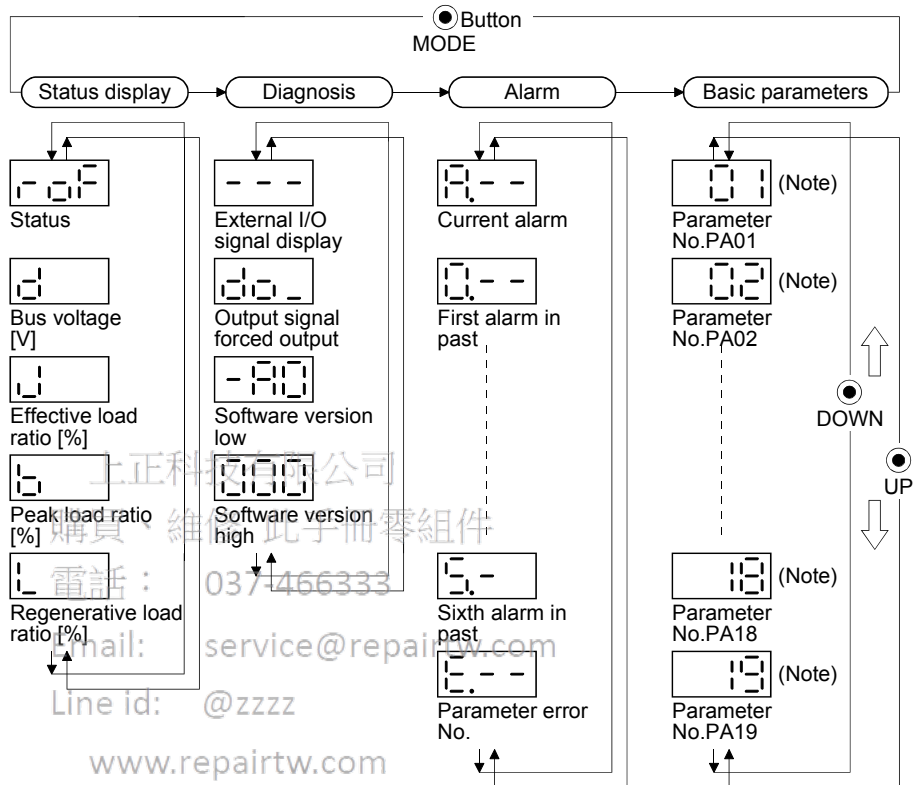 Button
MODE
Status display
Diagnosis
Alarm
Basic parameters
roF
Status
d
Bus voltage
[V]
J
Effective load
ratio [%]
b
Peak load ratio
[%]
L
Regenerative load
ratio [%]
- - -
External I/O
signal display
do_
Output signal
forced output
-A0
Software version
low
000
Software version
high
A.--
Current alarm
0.--
First alarm in
past
5.-
Sixth alarm in
past
E.--
Parameter error
No.
01 (Note)
Parameter
No.PA01
02 (Note)
Parameter
No.PA02
18 (Note)
Parameter
No.PA18
19 (Note)
Parameter
No.PA19
DOWN
UP
上正科技有限公司
購買、維修 此手冊零組件
電話： 037-466333
Email: service@repairtw.com
Line id: @zzzz
www.repairtw.com